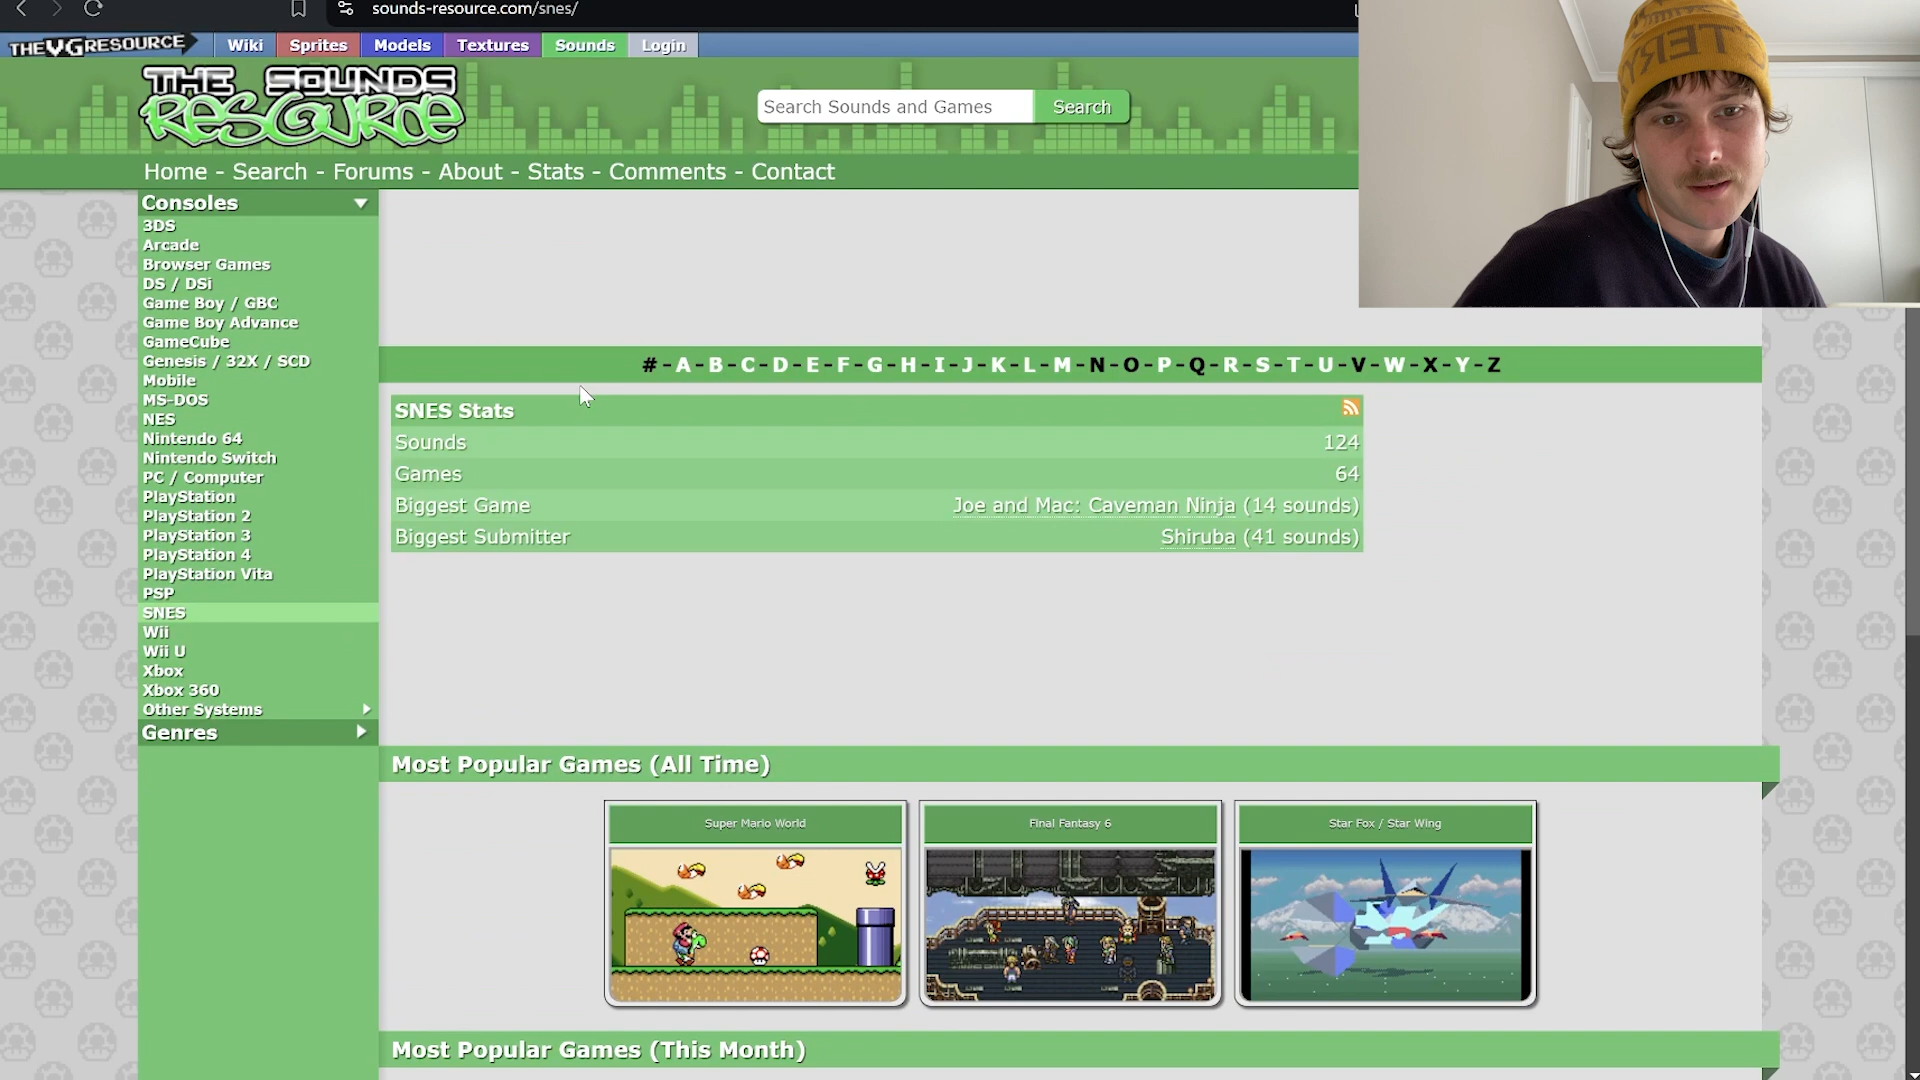 sounds-resource.com/snes/
THE VG RESOURCE Wiki Sprites Models Textures Sounds Login
THE SOUNDS RESOURCE
Search Sounds and Games Search
Home - Search - Forums - About - Stats - Comments - Contact
Consoles
3DS
Arcade
Browser Games
DS / DSi
Game Boy / GBC
Game Boy Advance
GameCube
Genesis / 32X / SCD
Mobile
MS-DOS
NES
Nintendo 64
Nintendo Switch
PC / Computer
PlayStation
PlayStation 2
PlayStation 3
PlayStation 4
PlayStation Vita
PSP
SNES
Wii
Wii U
Xbox
Xbox 360
Other Systems
Genres
# - A - B - C - D - E - F - G - H - I - J - K - L - M - N - O - P - Q - R - S - T - U - V - W - X - Y - Z
SNES Stats
Sounds 124
Games 64
Biggest Game Joe and Mac: Caveman Ninja (14 sounds)
Biggest Submitter Shiruba (41 sounds)
Most Popular Games (All Time)
Super Mario World
Final Fantasy 6
Star Fox / Star Wing
Most Popular Games (This Month)